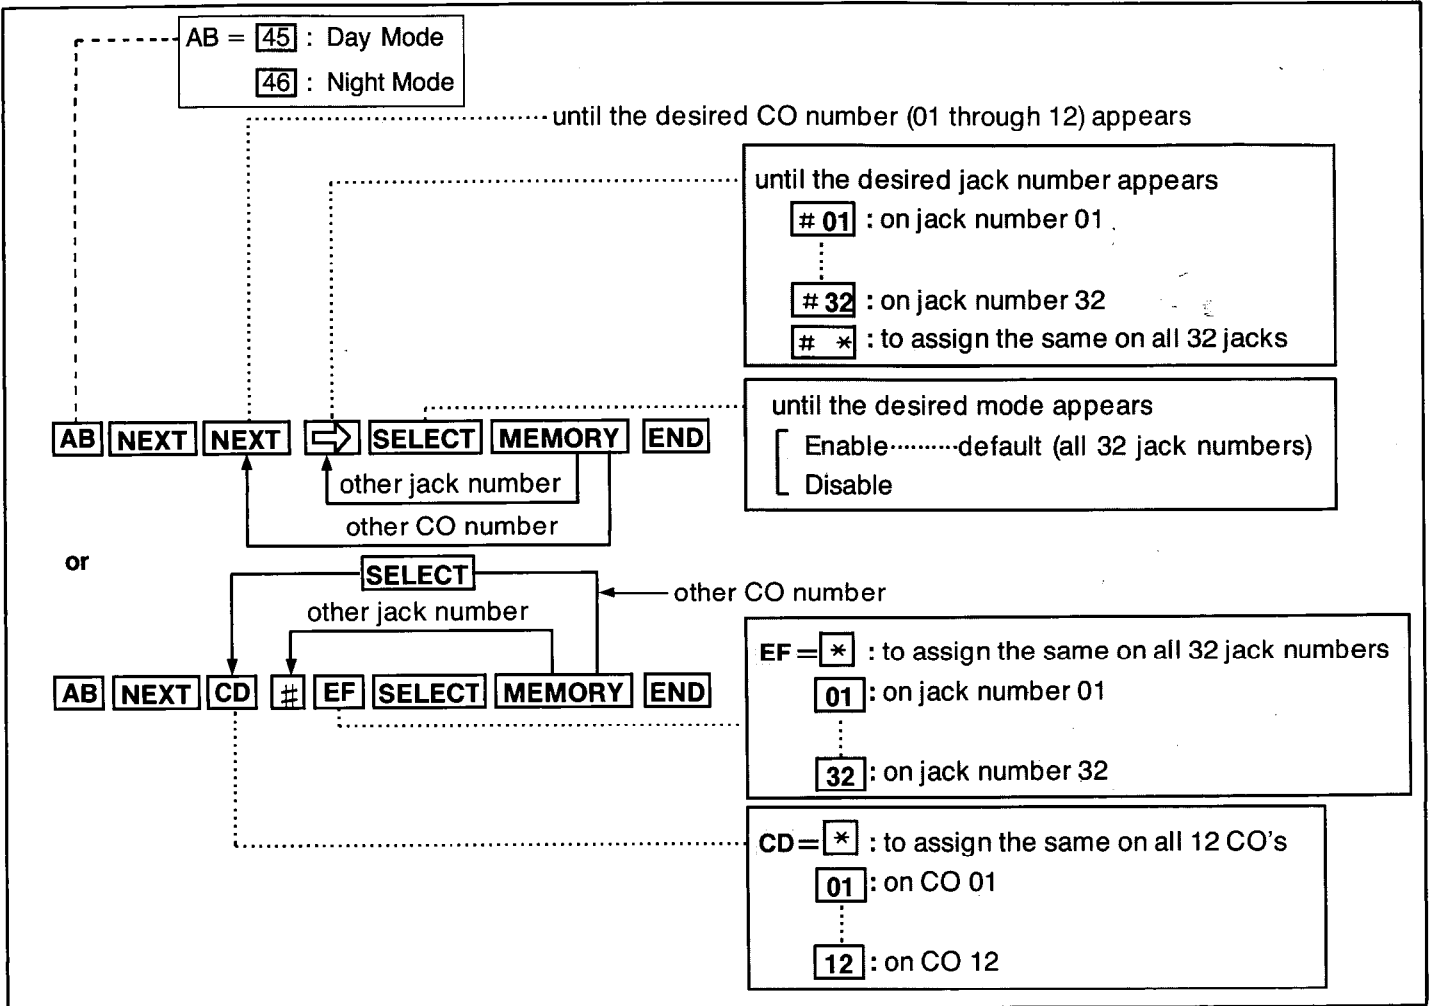 AB = 45 : Day Mode
46 : Night Mode
until the desired CO number (01 through 12) appears
until the desired jack number appears
# 01 : on jack number 01
# 32 : on jack number 32
# * : to assign the same on all 32 jacks
until the desired mode appears
Enable··········default (all 32 jack numbers)
Disable
AB NEXT NEXT ⇨ SELECT MEMORY END
other jack number
other CO number
or
SELECT
other CO number
other jack number
AB NEXT CD # EF SELECT MEMORY END
EF = * : to assign the same on all 32 jack numbers
01 : on jack number 01
32 : on jack number 32
CD = * : to assign the same on all 12 CO's
01 : on CO 01
12 : on CO 12